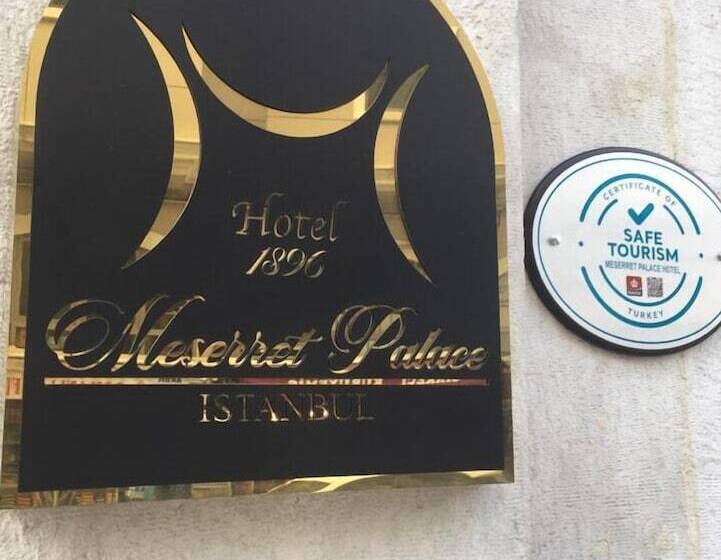 Hotel
1896
Meserret Palace
ISTANBUL
CERTIFICATE OF
SAFE
TOURISM
MESERRET PALACE HOTEL
TURKEY